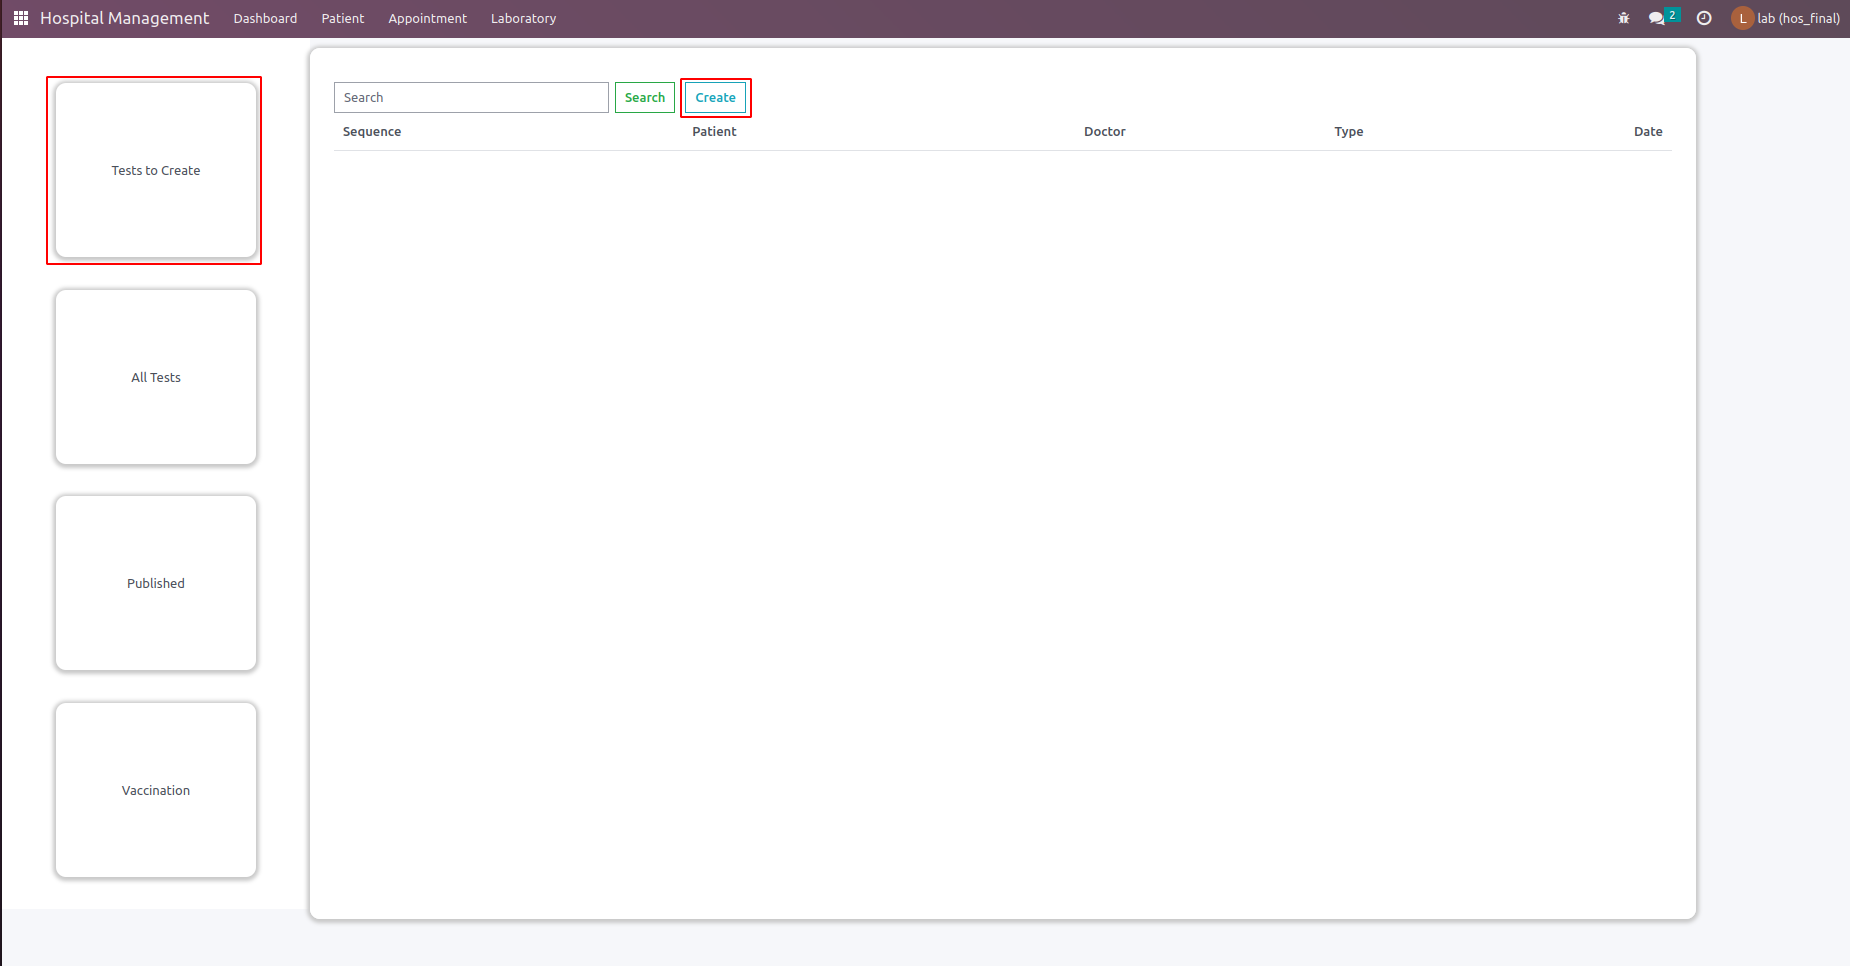 Hospital Management Dashboard Patient Appointment Laboratory 2 L lab (hos_final)
Tests to Create
All Tests
Published
Vaccination
Search Search Create
Sequence Patient Doctor Type Date